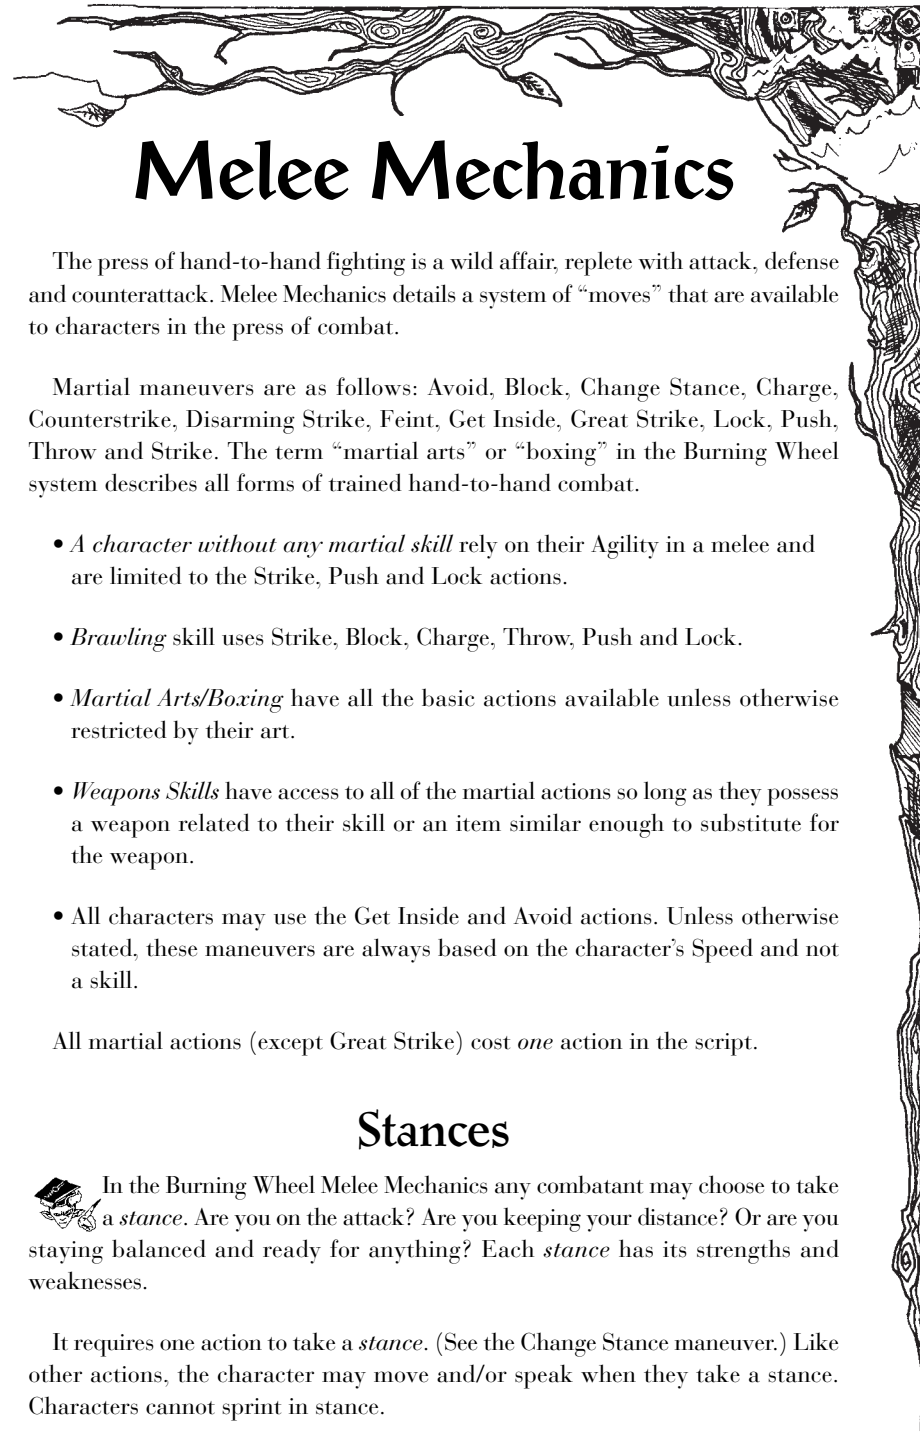 Melee Mechanics
The press of hand-to-hand fighting is a wild affair, replete with attack, defense
and counterattack. Melee Mechanics details a system of “moves” that are available
to characters in the press of combat.
Martial maneuvers are as follows: Avoid, Block, Change Stance, Charge,
Counterstrike, Disarming Strike, Feint, Get Inside, Great Strike, Lock, Push,
Throw and Strike. The term “martial arts” or “boxing” in the Burning Wheel
system describes all forms of trained hand-to-hand combat.
• A character without any martial skill rely on their Agility in a melee and
are limited to the Strike, Push and Lock actions.
• Brawling skill uses Strike, Block, Charge, Throw, Push and Lock.
• Martial Arts/Boxing have all the basic actions available unless otherwise
restricted by their art.
• Weapons Skills have access to all of the martial actions so long as they possess
a weapon related to their skill or an item similar enough to substitute for
the weapon.
• All characters may use the Get Inside and Avoid actions. Unless otherwise
stated, these maneuvers are always based on the character’s Speed and not
a skill.
All martial actions (except Great Strike) cost one action in the script.
Stances
In the Burning Wheel Melee Mechanics any combatant may choose to take
a stance. Are you on the attack? Are you keeping your distance? Or are you
staying balanced and ready for anything? Each stance has its strengths and
weaknesses.
It requires one action to take a stance. (See the Change Stance maneuver.) Like
other actions, the character may move and/or speak when they take a stance.
Characters cannot sprint in stance.